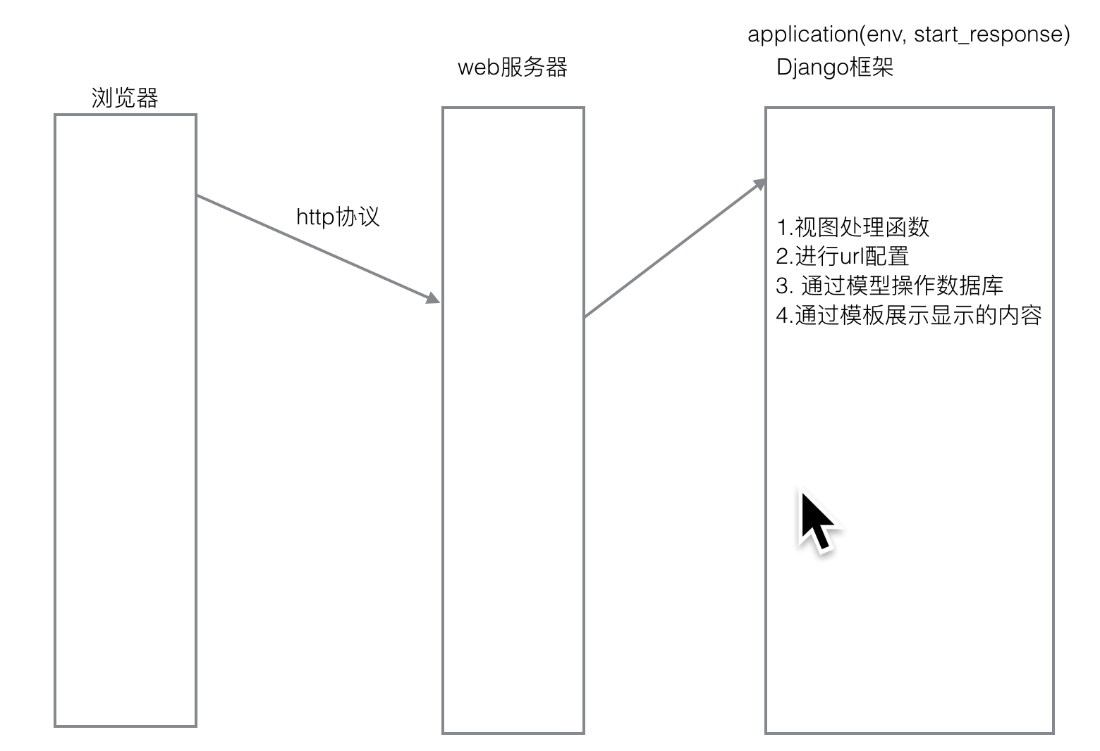 application(env, start_response)
web服务器
Django框架
浏览器
http协议
1.视图处理函数
2.进行url配置
3. 通过模型操作数据库
4.通过模板展示显示的内容